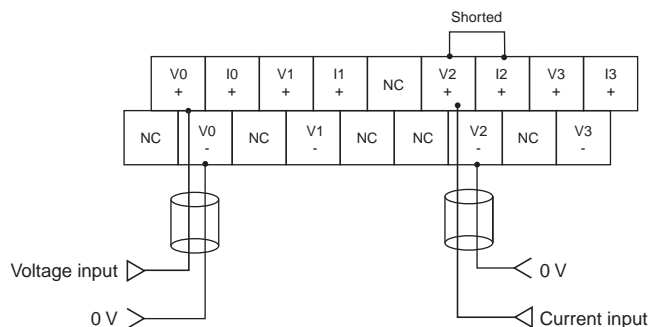 Shorted
V0 + I0 + V1 + I1 + NC V2 + I2 + V3 + I3 +
NC V0 - NC V1 - NC NC V2 - NC V3 -
Voltage input 0 V
0 V Current input